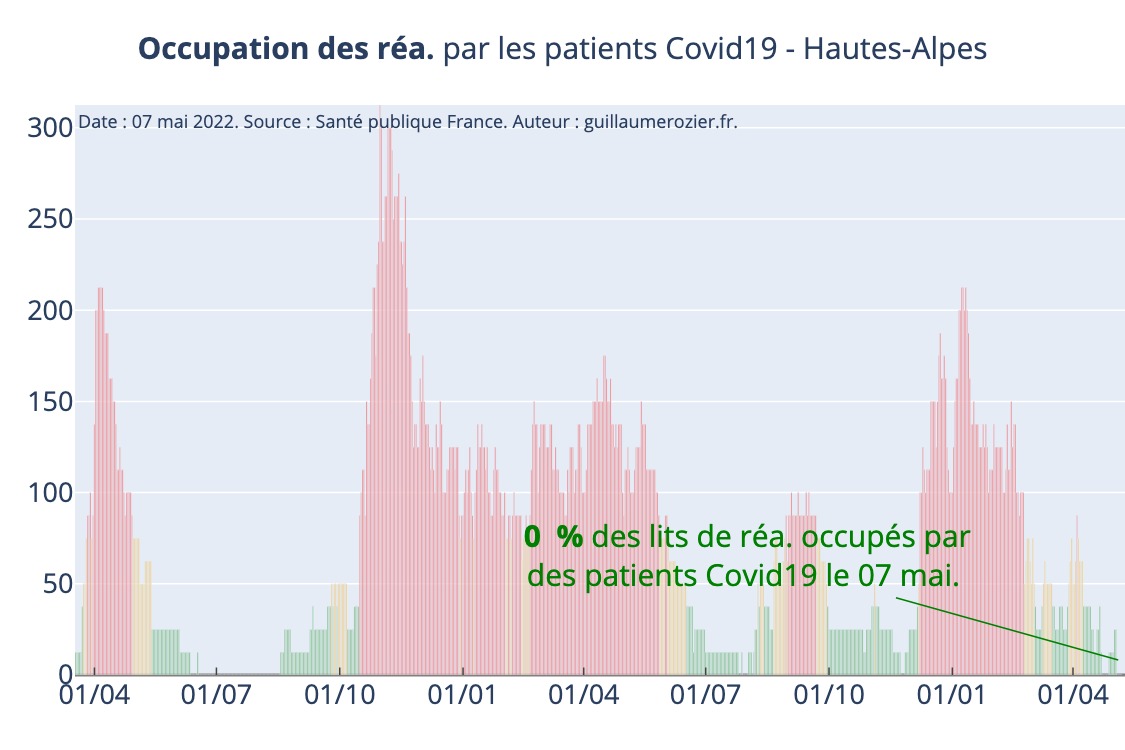 Occupation des réa. par les patients Covid19 - Hautes-Alpes
Date : 07 mai 2022. Source : Santé publique France. Auteur : guillaumerozier.fr.
300
250
200
150
100
50
0
0 % des lits de réa. occupés par
des patients Covid19 le 07 mai.
01/04 01/07 01/10 01/01 01/04 01/07 01/10 01/01 01/04